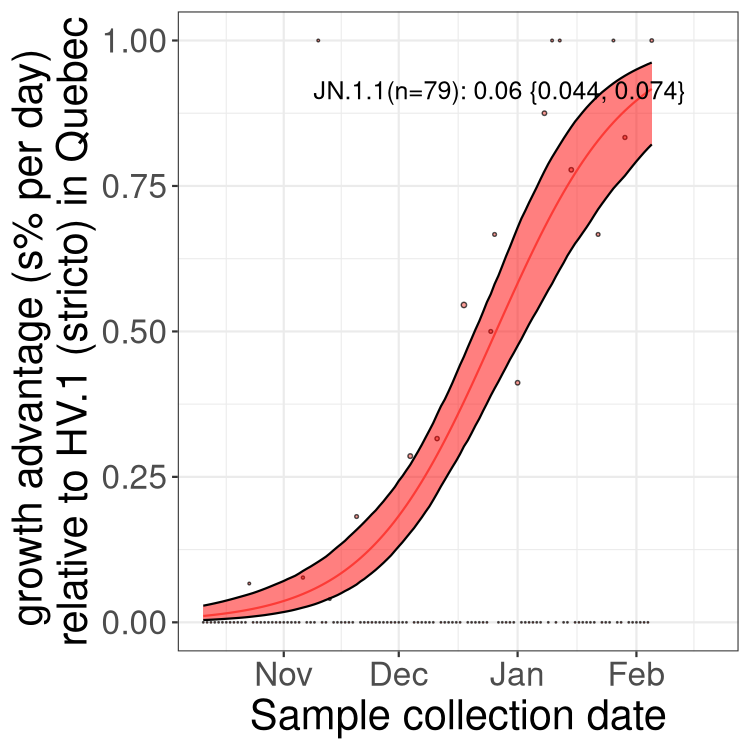 growth advantage (s% per day)
relative to HV.1 (stricto) in Quebec
1.00
JN.1.1(n=79): 0.06 {0.044, 0.074}
0.75
0.50
0.25
0.00
Nov Dec Jan Feb
Sample collection date